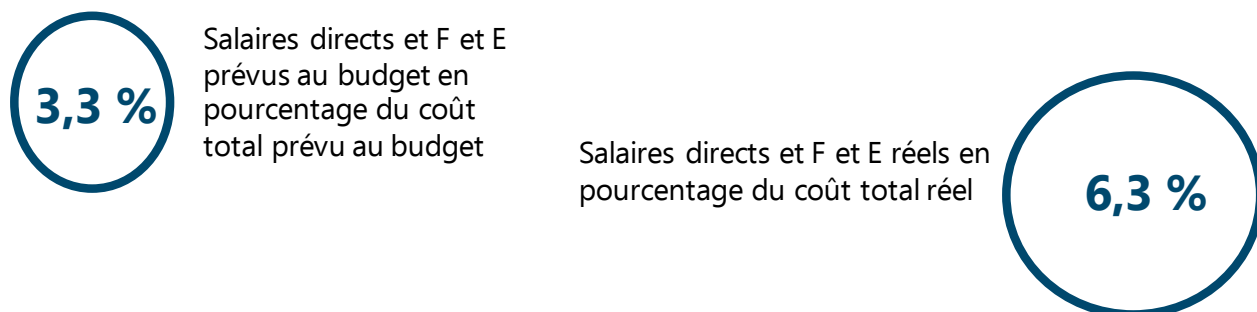 3,3 %
Salaires directs et F et E
prévus au budget en
pourcentage du coût
total prévu au budget
Salaires directs et F et E réels en
pourcentage du coût total réel
6,3 %